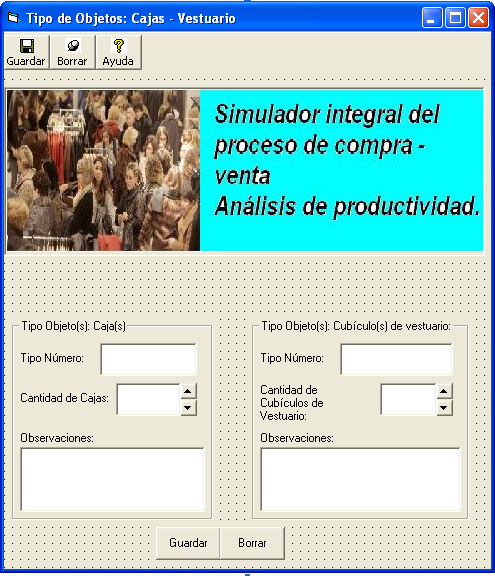 Tipo de Objetos: Cajas - Vestuario
Guardar Borrar Ayuda
Simulador integral del
proceso de compra -
venta
Análisis de productividad.
Tipo Objeto(s): Caja(s)
Tipo Número:
Cantidad de Cajas:
Observaciones:
Tipo Objeto(s): Cubículo(s) de vestuario:
Tipo Número:
Cantidad de
Cubículos de
Vestuario:
Observaciones:
Guardar Borrar